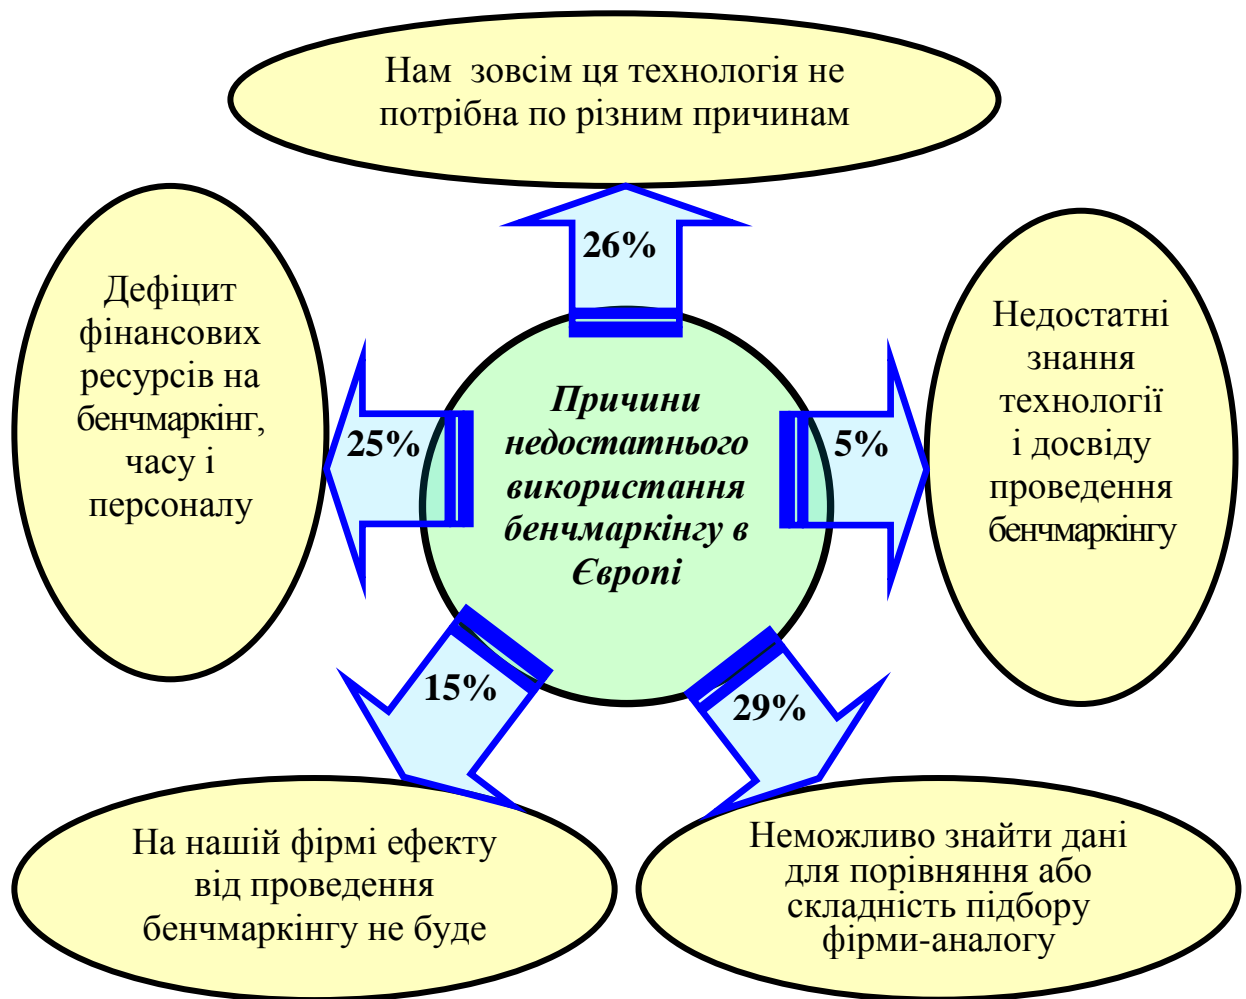 Нам зовсім ця технологія не
потрібна по різним причинам
26%
Дефіцит
фінансових
ресурсів на
бенчмаркінг,
часу і
персоналу
25%
Причини
недостатнього
використання
бенчмаркінгу в
Європі
5%
Недостатні
знання
технології
і досвіду
проведення
бенчмаркінгу
15%
29%
На нашій фірмі ефекту
від проведення
бенчмаркінгу не буде
Неможливо знайти дані
для порівняння або
складність підбору
фірми-аналогу